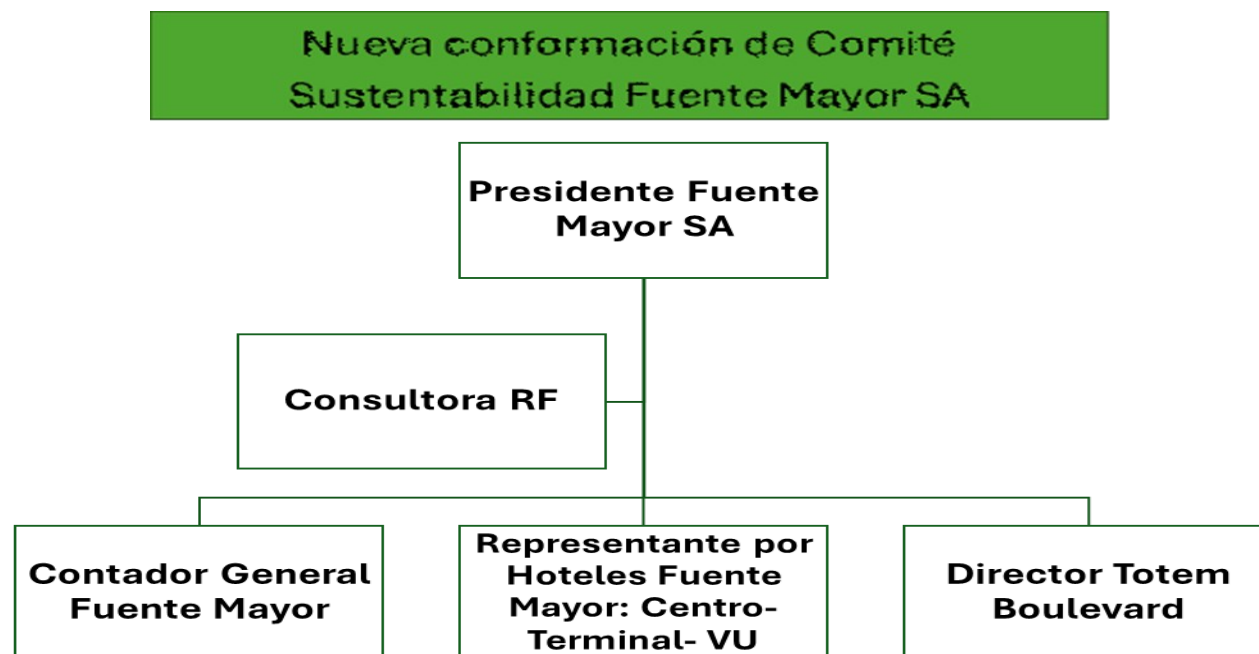 Nueva conformación de Comité
Sustentabilidad Fuente Mayor SA
Presidente Fuente
Mayor SA
Consultora RF
Contador General
Fuente Mayor
Representante por
Hoteles Fuente
Mayor: Centro-
Terminal- VU
Director Totem
Boulevard